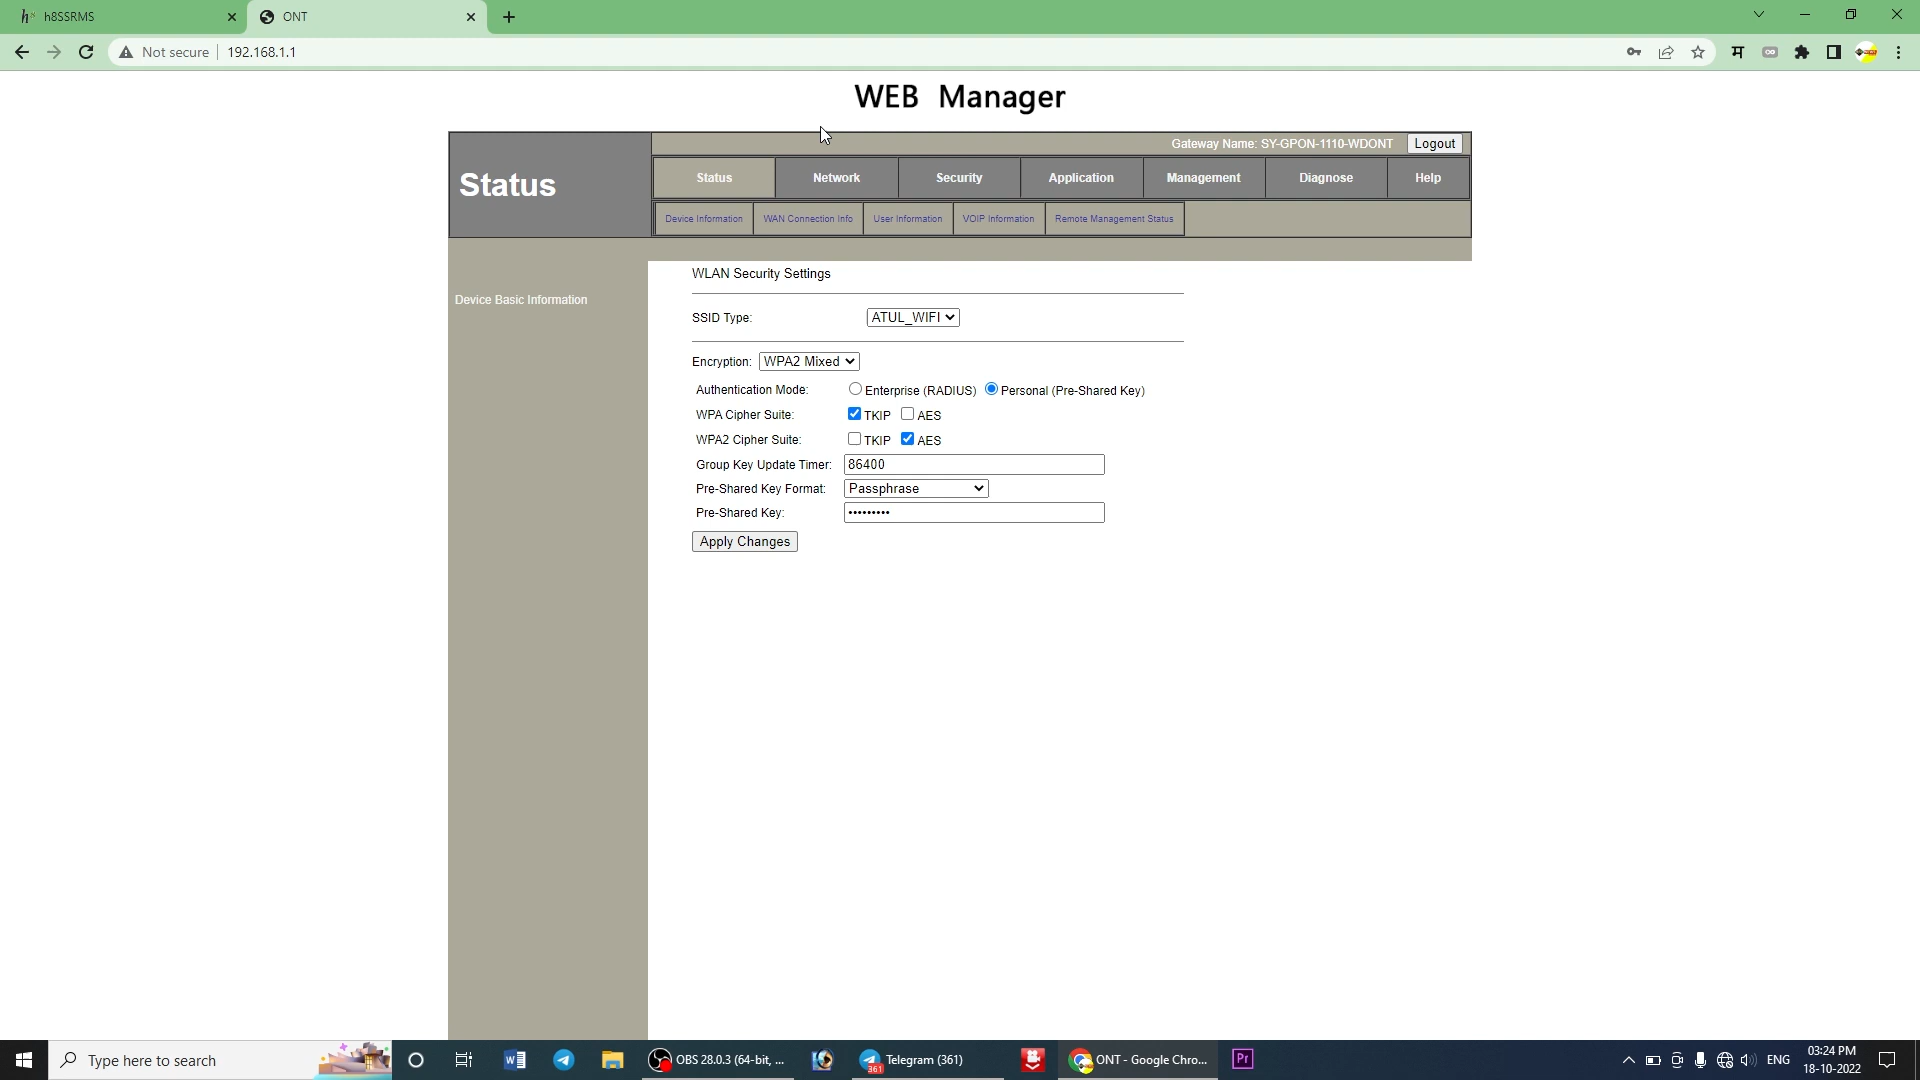 h8SSRMS
ONT
Not secure
192.168.1.1
म
WEB Manager
Gateway Name: SY-GPON-1110-WDONT
Logout
Status
Status
Network
Security
Application
Management
Diagnose
Help
Device Information
WAN Connection Info
User Information
VOIP Information
Remote Management Status
Device Basic Information
WLAN Security Settings
SSID Type: ATUL_WIFI
Encryption: WPA2 Mixed
Authentication Mode: Enterprise (RADIUS) Personal (Pre-Shared Key)
WPA Cipher Suite: TKIP AES
WPA2 Cipher Suite: TKIP AES
Group Key Update Timer: 86400
Pre-Shared Key Format: Passphrase
Pre-Shared Key: •••••••••
Apply Changes
Type here to search
OBS 28.0.3 (64-bit, ...
361
Telegram (361)
ONT - Google Chro...
Pr
ENG
03:24 PM
18-10-2022